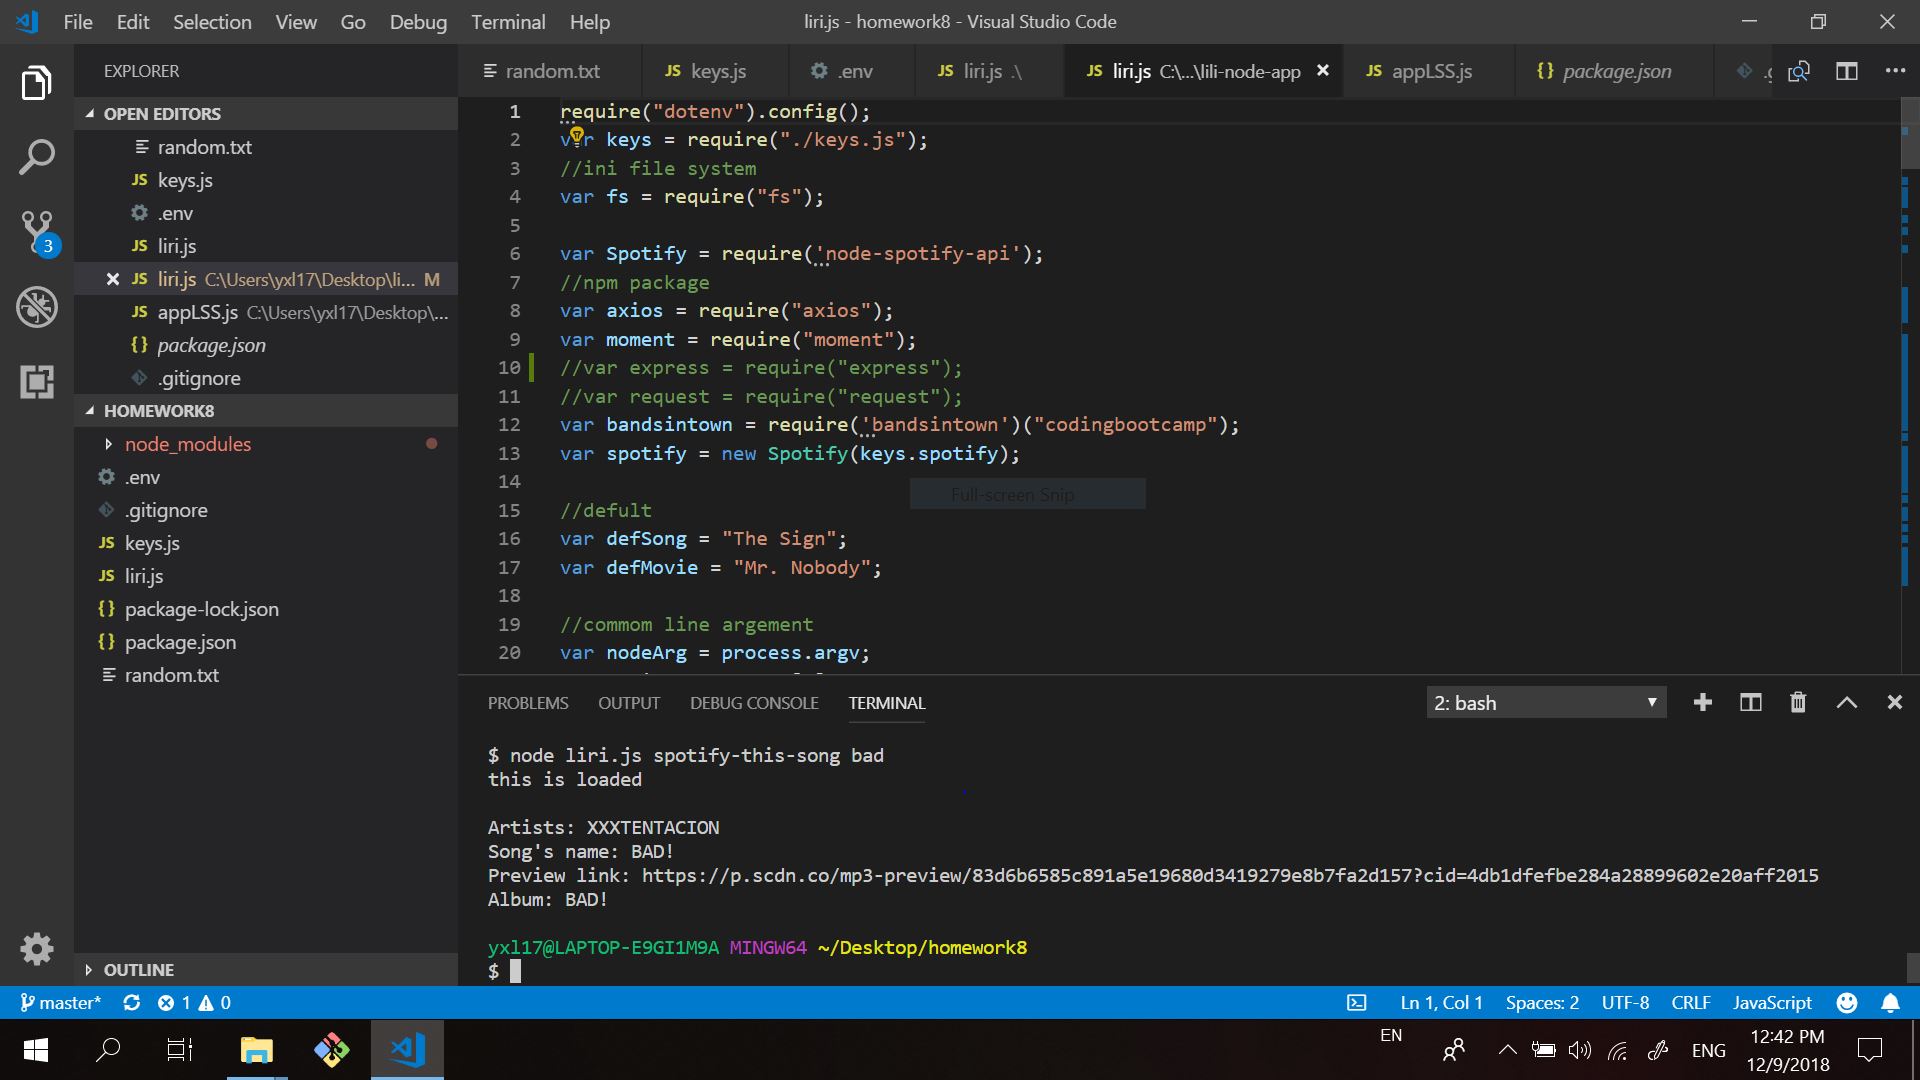 File Edit Selection View Go Debug Terminal Help
liri.js - homework8 - Visual Studio Code
EXPLORER
OPEN EDITORS
random.txt
JS keys.js
.env
JS liri.js
JS liri.js C:\Users\yxl17\Desktop\li... M
JS appLSS.js C:\Users\yxl17\Desktop\...
{} package.json
.gitignore
HOMEWORK8
node_modules
.env
.gitignore
JS keys.js
JS liri.js
{} package-lock.json
{} package.json
random.txt
OUTLINE
3
random.txt JS keys.js .env JS liri.js .\ JS liri.js C:\...\lili-node-app JS appLSS.js {} package.json
1 require("dotenv").config();
2 var keys = require("./keys.js");
3 //ini file system
4 var fs = require("fs");
5
6 var Spotify = require('node-spotify-api');
7 //npm package
8 var axios = require("axios");
9 var moment = require("moment");
10 //var express = require("express");
11 //var request = require("request");
12 var bandsintown = require('bandsintown')("codingbootcamp");
13 var spotify = new Spotify(keys.spotify);
14
Full-screen Snip
15 //defult
16 var defSong = "The Sign";
17 var defMovie = "Mr. Nobody";
18
19 //commom line argement
20 var nodeArg = process.argv;
PROBLEMS OUTPUT DEBUG CONSOLE TERMINAL
2: bash
$ node liri.js spotify-this-song bad
this is loaded
Artists: XXXTENTACION
Song's name: BAD!
Preview link: https://p.scdn.co/mp3-preview/83d6b6585c891a5e19680d3419279e8b7fa2d157?cid=4db1dfefbe284a28899602e20aff2015
Album: BAD!
yxl17@LAPTOP-E9GI1M9A MINGW64 ~/Desktop/homework8
$
master* 1 0
Ln 1, Col 1 Spaces: 2 UTF-8 CRLF JavaScript
EN
ENG
12:42 PM
12/9/2018